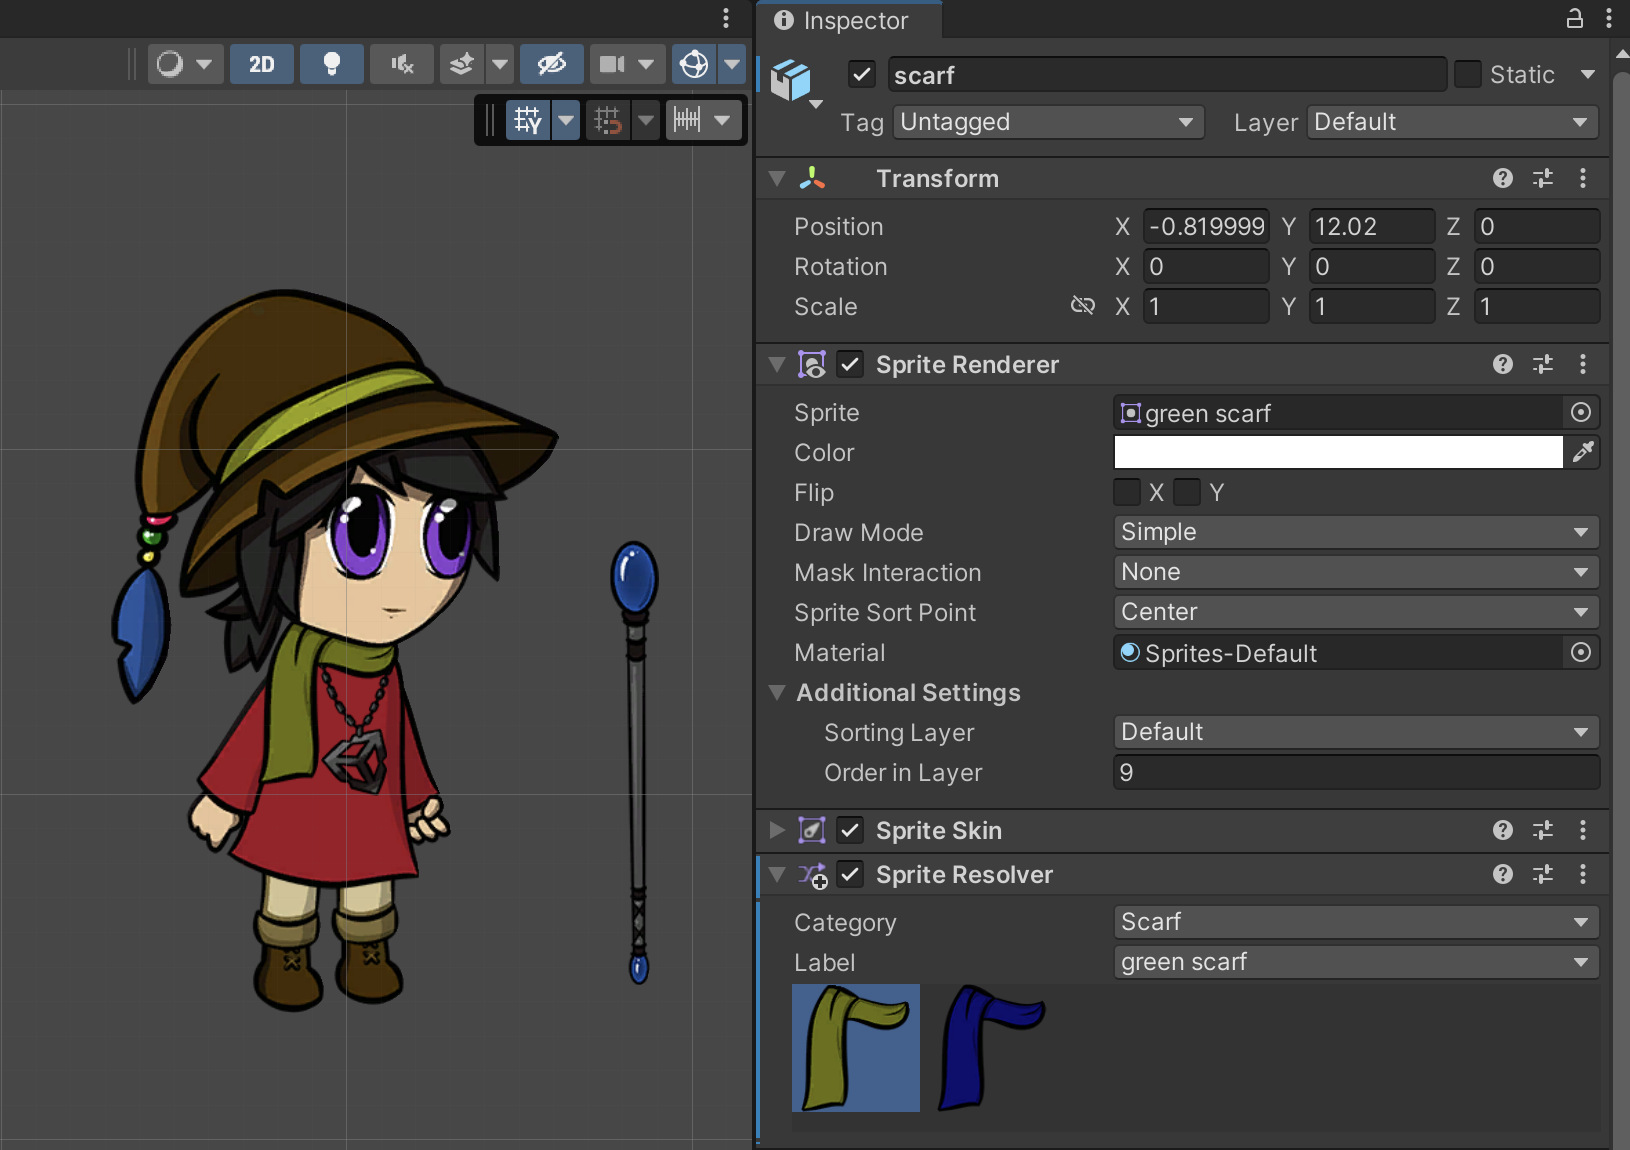 Inspector
2D
scarf
Static
Tag Untagged Layer Default
Transform
Position X -0.819999 Y 12.02 Z 0
Rotation X 0 Y 0 Z 0
Scale X 1 Y 1 Z 1
Sprite Renderer
Sprite green scarf
Color
Flip X Y
Draw Mode Simple
Mask Interaction None
Sprite Sort Point Center
Material Sprites-Default
Additional Settings
Sorting Layer Default
Order in Layer 9
Sprite Skin
Sprite Resolver
Category Scarf
Label green scarf